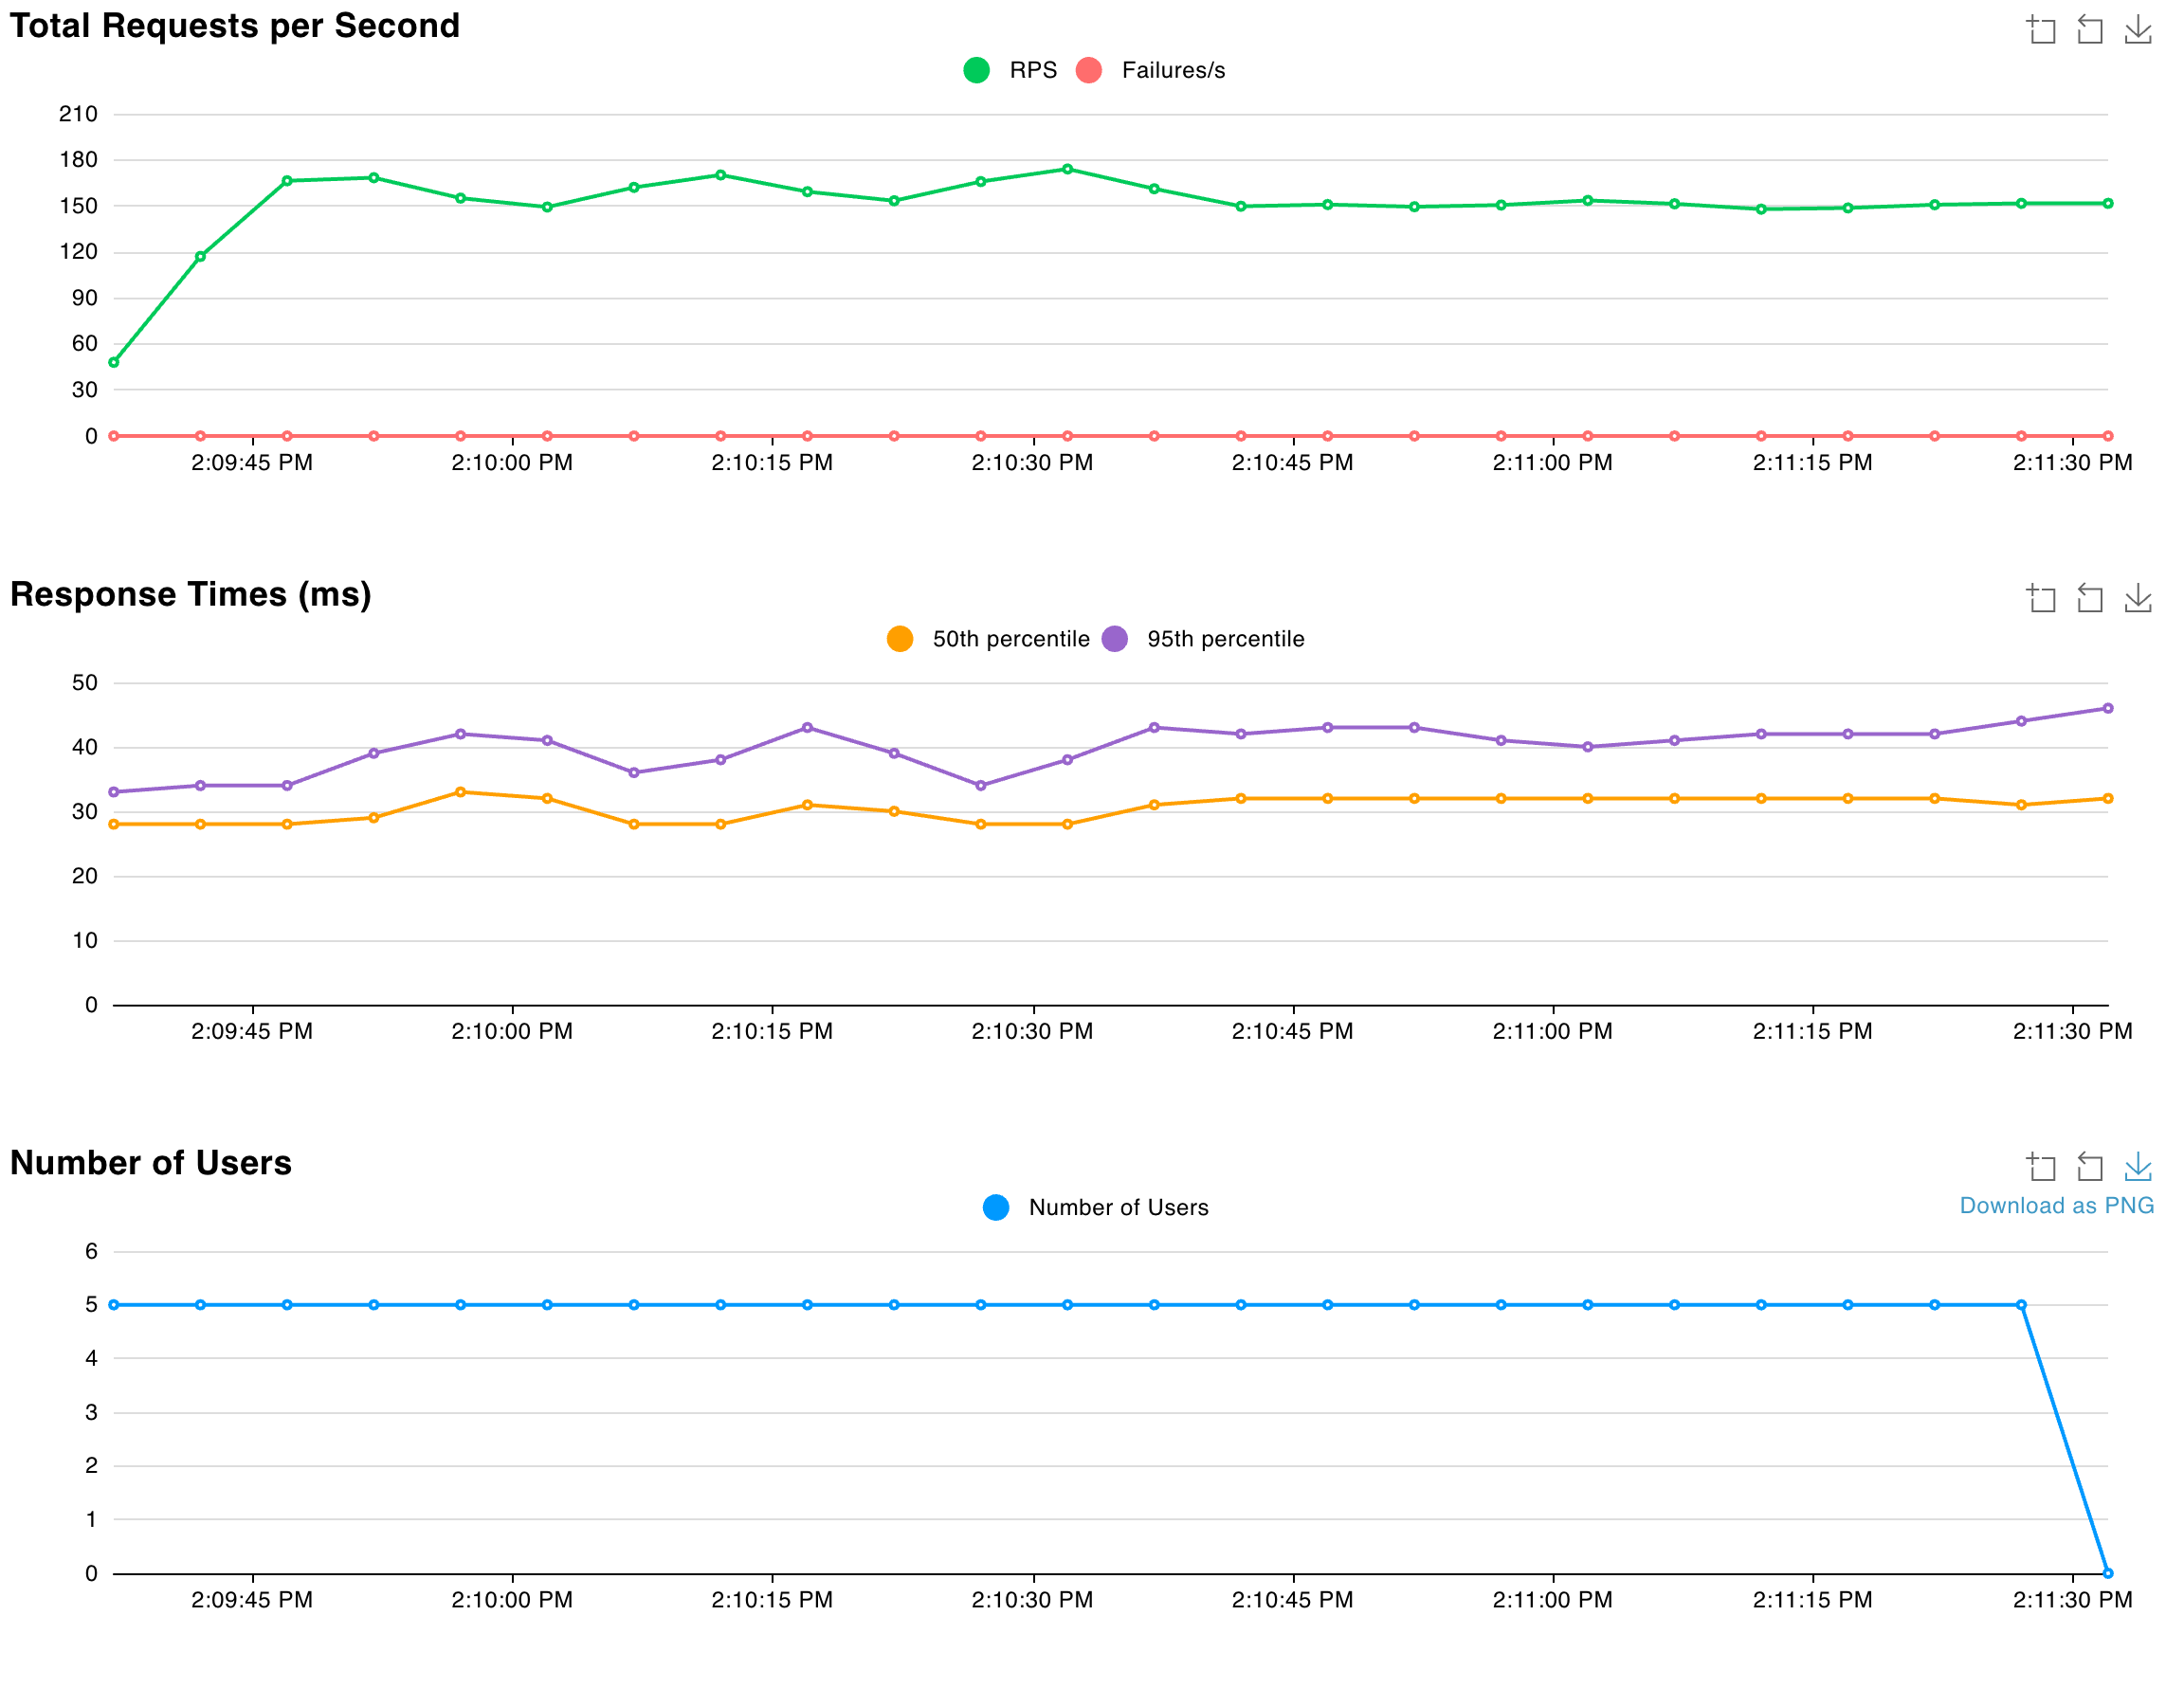 Total Requests per Second
RPS Failures/s
210
180
150
120
90
60
30
0
2:09:45 PM 2:10:00 PM 2:10:15 PM 2:10:30 PM 2:10:45 PM 2:11:00 PM 2:11:15 PM 2:11:30 PM
Response Times (ms)
50th percentile 95th percentile
50
40
30
20
10
0
2:09:45 PM 2:10:00 PM 2:10:15 PM 2:10:30 PM 2:10:45 PM 2:11:00 PM 2:11:15 PM 2:11:30 PM
Number of Users
Number of Users
Download as PNG
6
5
4
3
2
1
0
2:09:45 PM 2:10:00 PM 2:10:15 PM 2:10:30 PM 2:10:45 PM 2:11:00 PM 2:11:15 PM 2:11:30 PM